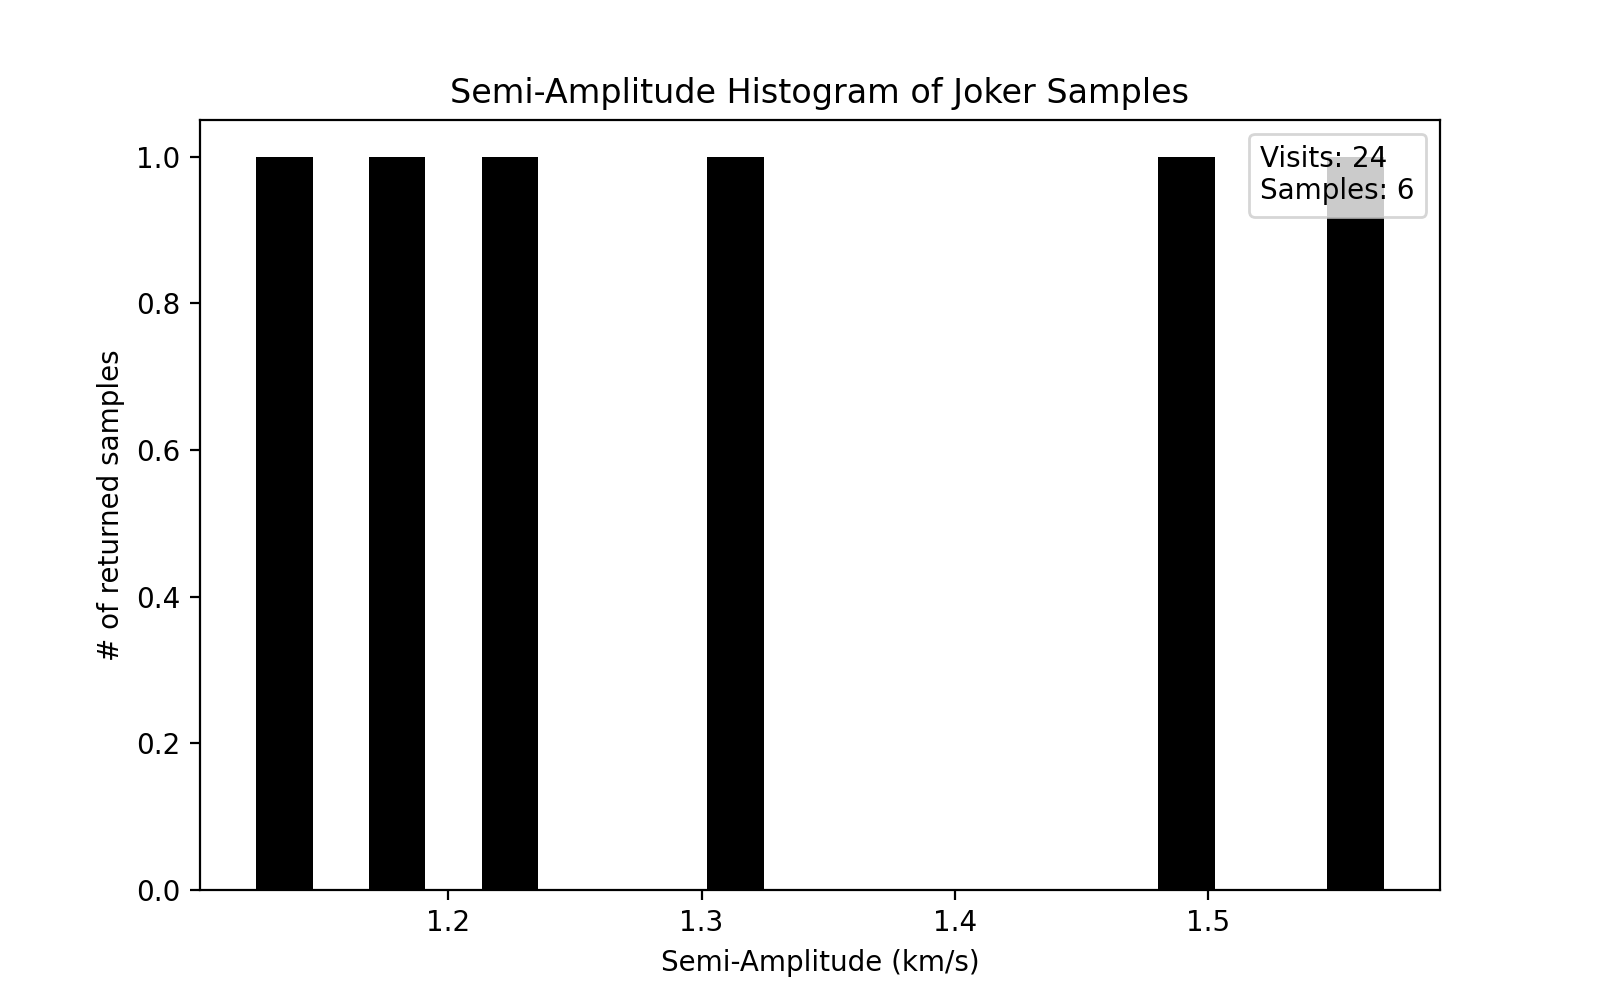 Semi-Amplitude Histogram of Joker Samples
Visits: 24
Samples: 6
1.0
0.8
0.6
0.4
0.2
0.0
# of returned samples
1.2
1.3
1.4
1.5
Semi-Amplitude (km/s)